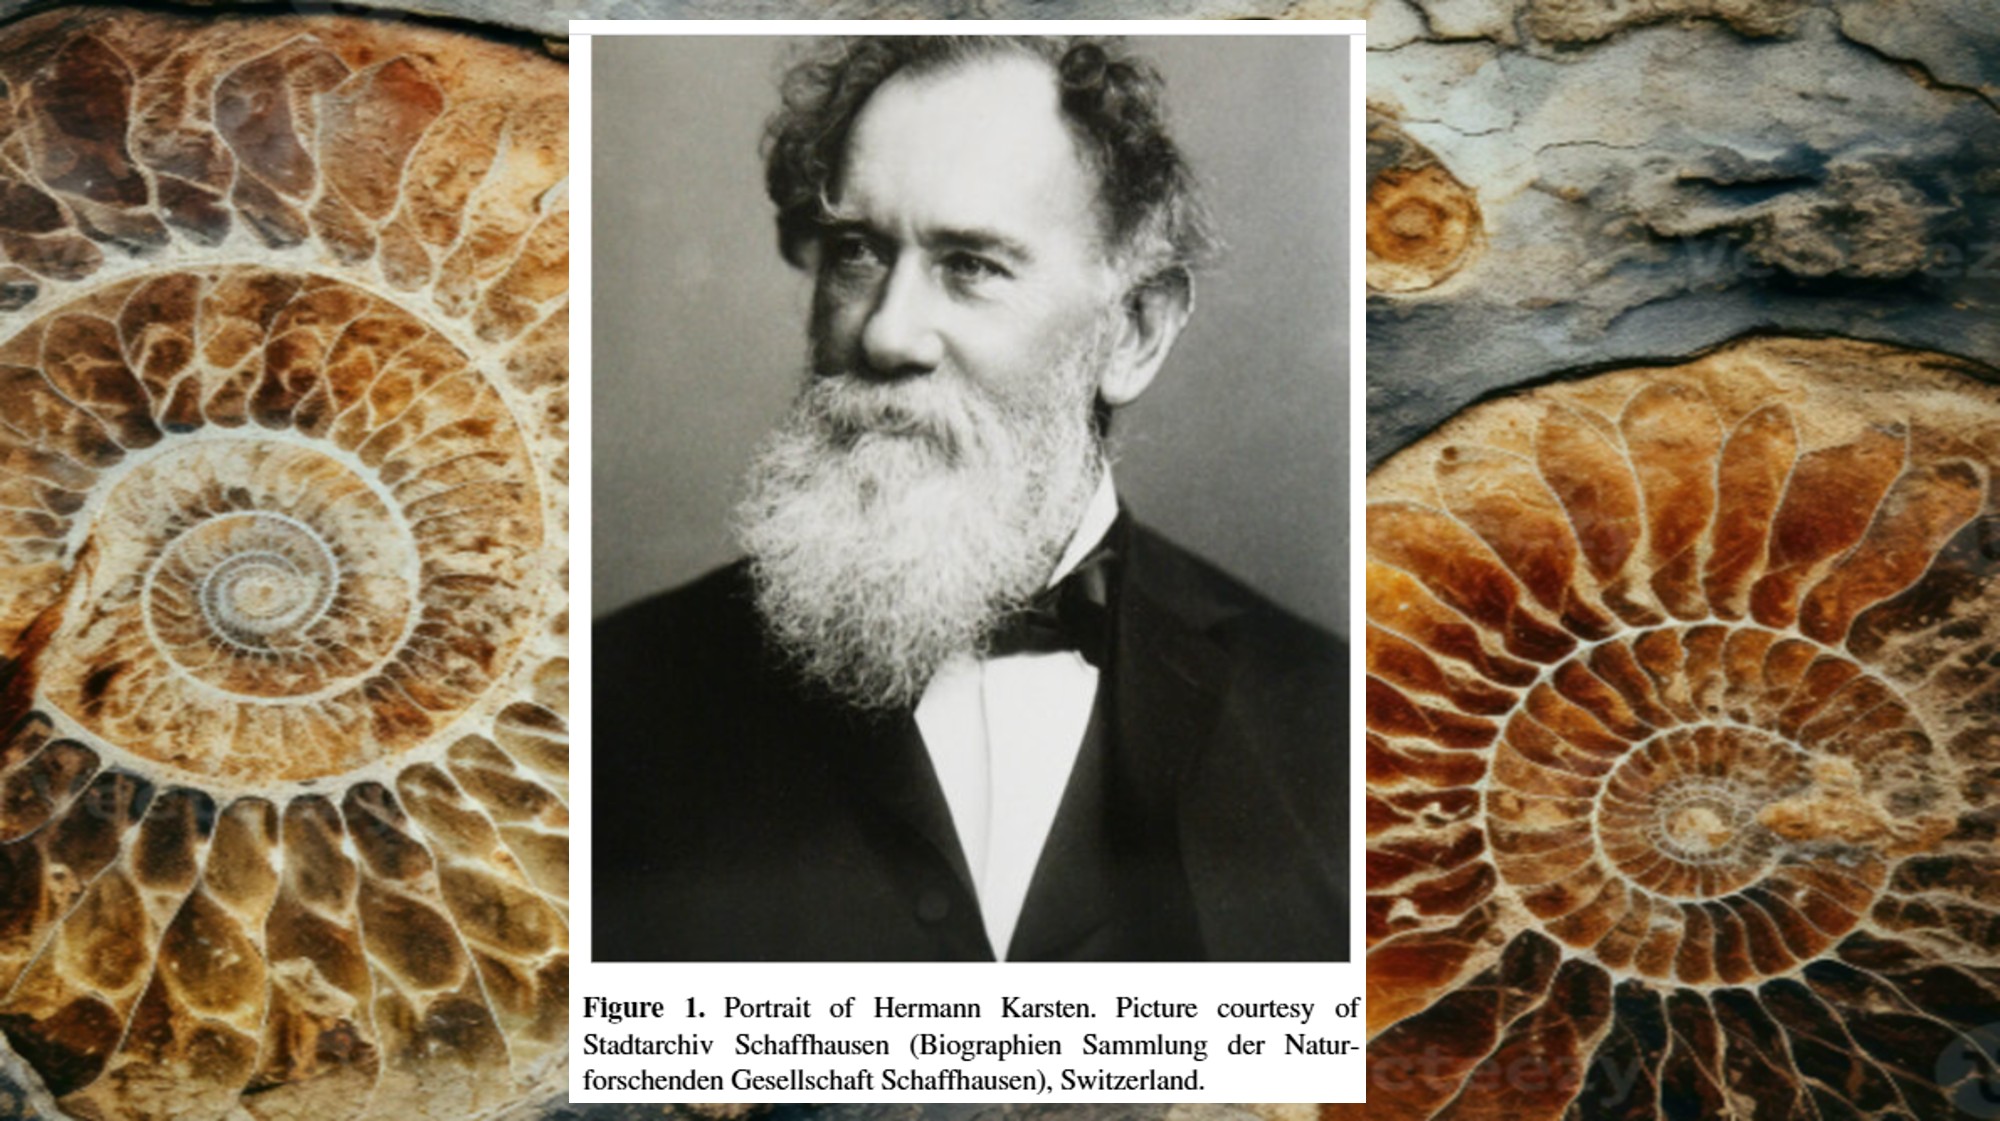 Figure 1. Portrait of Hermann Karsten. Picture courtesy of
Stadtarchiv Schaffhausen (Biographien Sammlung der Natur-
forschenden Gesellschaft Schaffhausen), Switzerland.